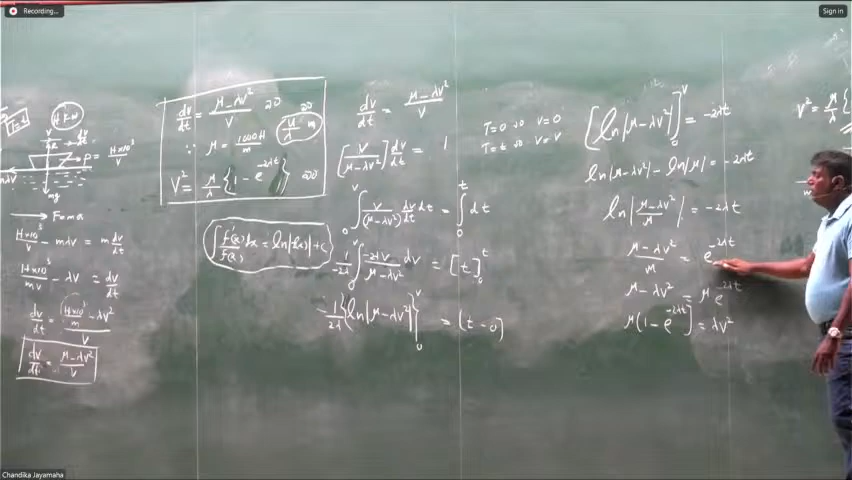 Recording...
Sign in
H kW
P = H×10³/V
mg
→ F = ma
H×10³/V − mλv = m dv/dt
H×10³/mv − λv = dv/dt
dv/dt = H×10³/m − λv²/v
dv/dt = μ−λv²/v
dv/dt = μ−λv²/v
∵ μ = 1000H/m
V² = μ/λ {1 − e^-2λt}
∫ f'(x)/f(x) dx = ln|f(x)| + c
dv/dt = μ−λv²/v
[v/μ−λv²] dv/dt = 1
∫₀^v v/(μ−λv²) dv/dt dt = ∫₀^t dt
1/-2λ ∫₀^v -2λv/μ−λv² dv = [t]₀^t
−1/2λ {ln|μ−λv²|}₀^v = (t − 0)
T=0 v=0
T=t v=v
[ln|μ−λv²|]₀^v = −2λt
ln|μ−λv²| − ln|μ| = −2λt
ln|μ−λv²/μ| = −2λt
μ−λv²/μ = e^-2λt
μ−λv² = μe^-2λt
μ(1−e^-2λt) = λv²
V² = μ/λ {
Chandika Jayamaha